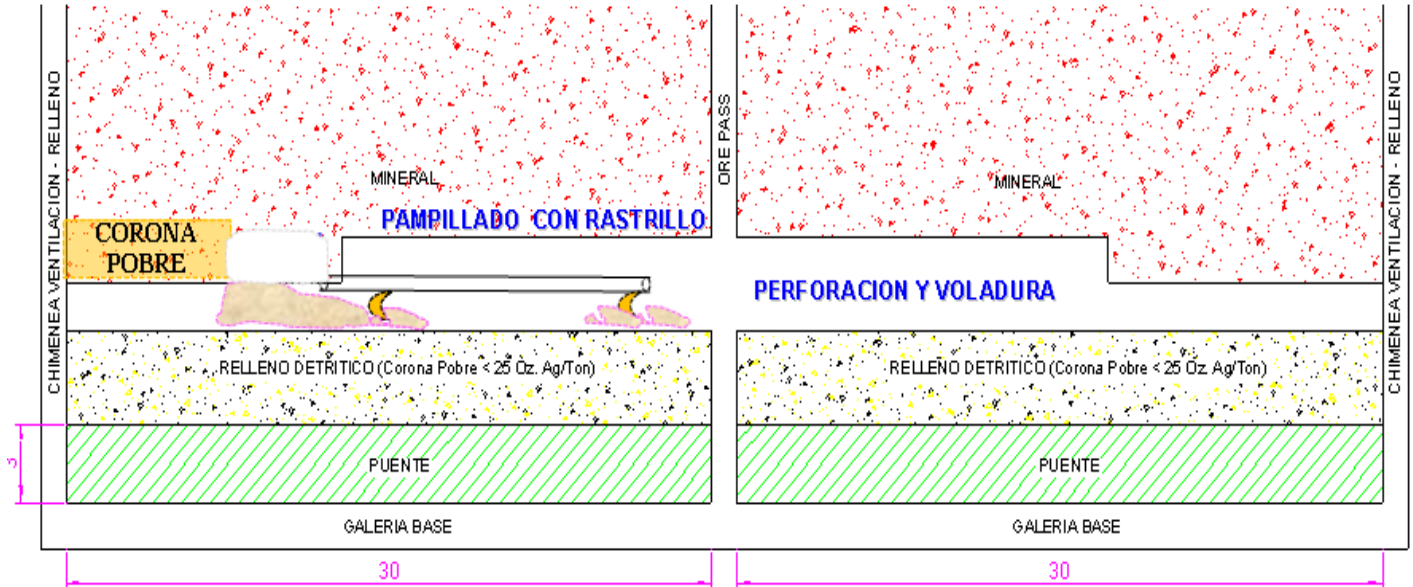 CHIMENEA VENTILACION - RELLENO
ORE PASS
CHIMENEA VENTILACION - RELLENO
MINERAL
MINERAL
CORONA
POBRE
PAMPILLADO CON RASTRILLO
PERFORACION Y VOLADURA
RELLENO DETRITICO (Corona Pobre < 25 Oz. Ag/Ton)
RELLENO DETRITICO (Corona Pobre < 25 Oz. Ag/Ton)
PUENTE
PUENTE
3
GALERIA BASE
GALERIA BASE
30
30